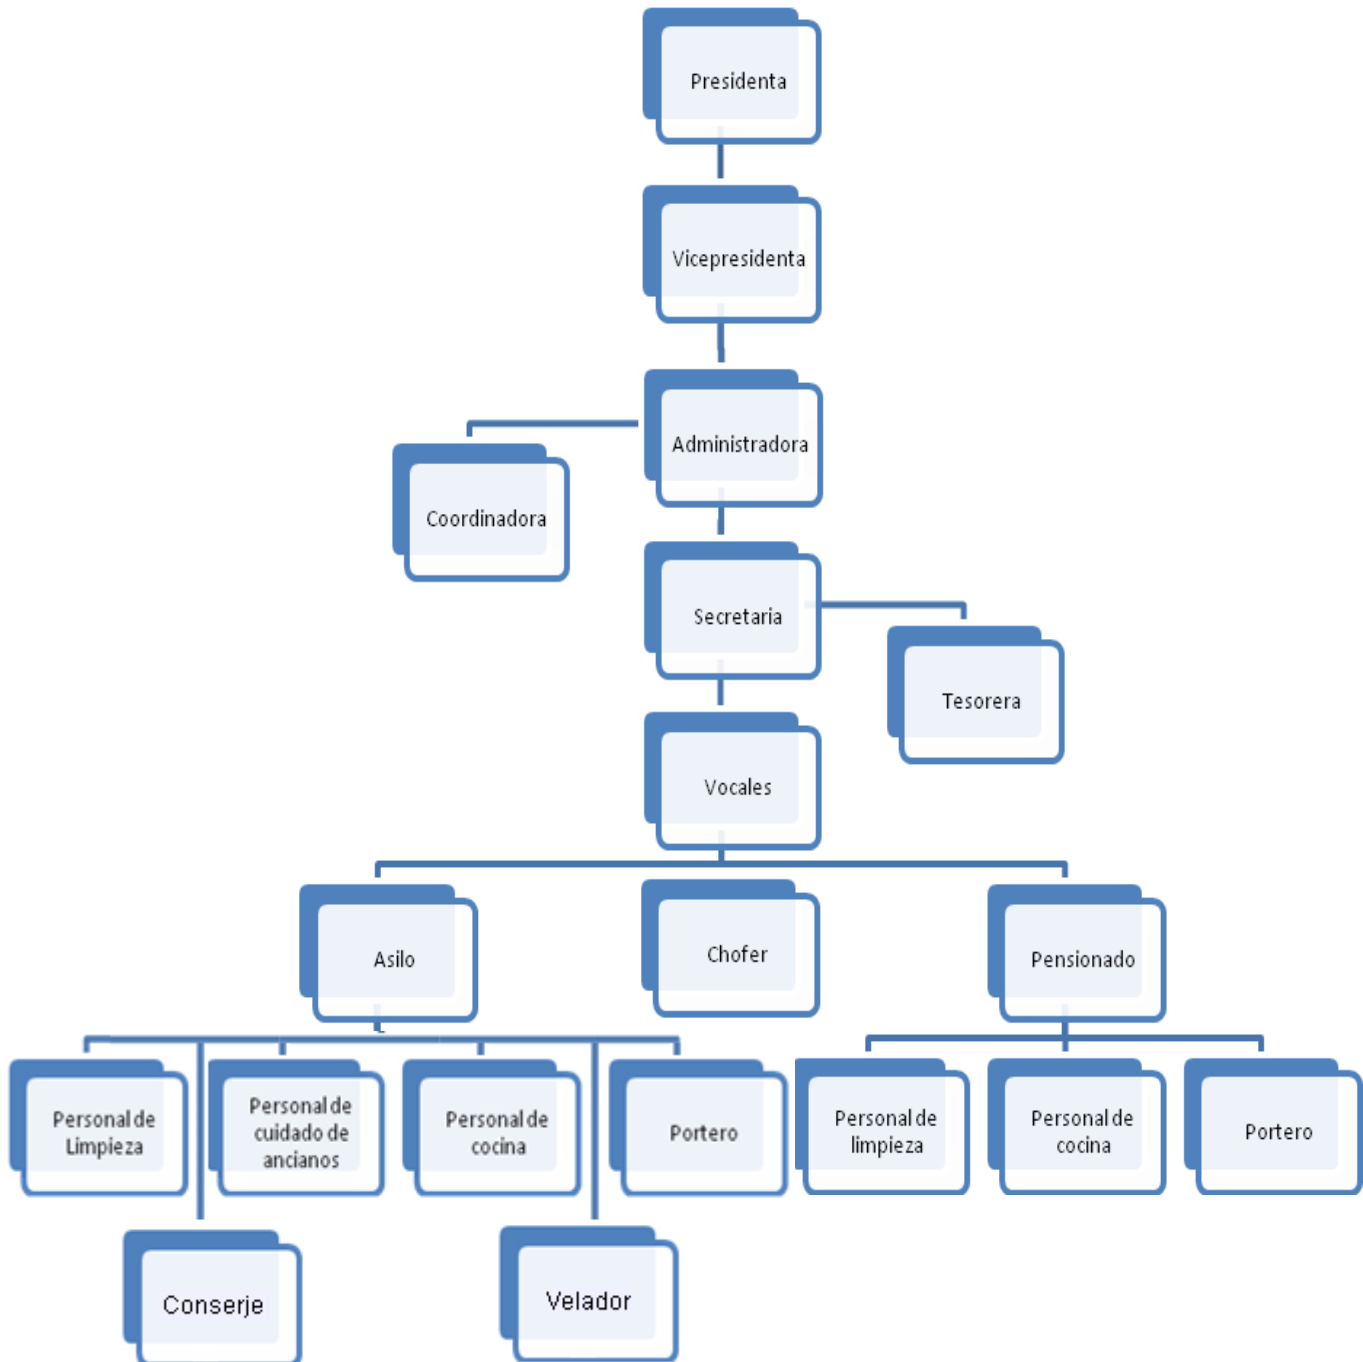 Presidenta
Vicepresidenta
Administradora
Coordinadora
Secretaria
Tesorera
Vocales
Asilo
Chofer
Pensionado
Personal de
Limpieza
Personal de
cuidado de
ancianos
Personal de
cocina
Portero
Personal de
limpieza
Personal de
cocina
Portero
Conserje
Velador